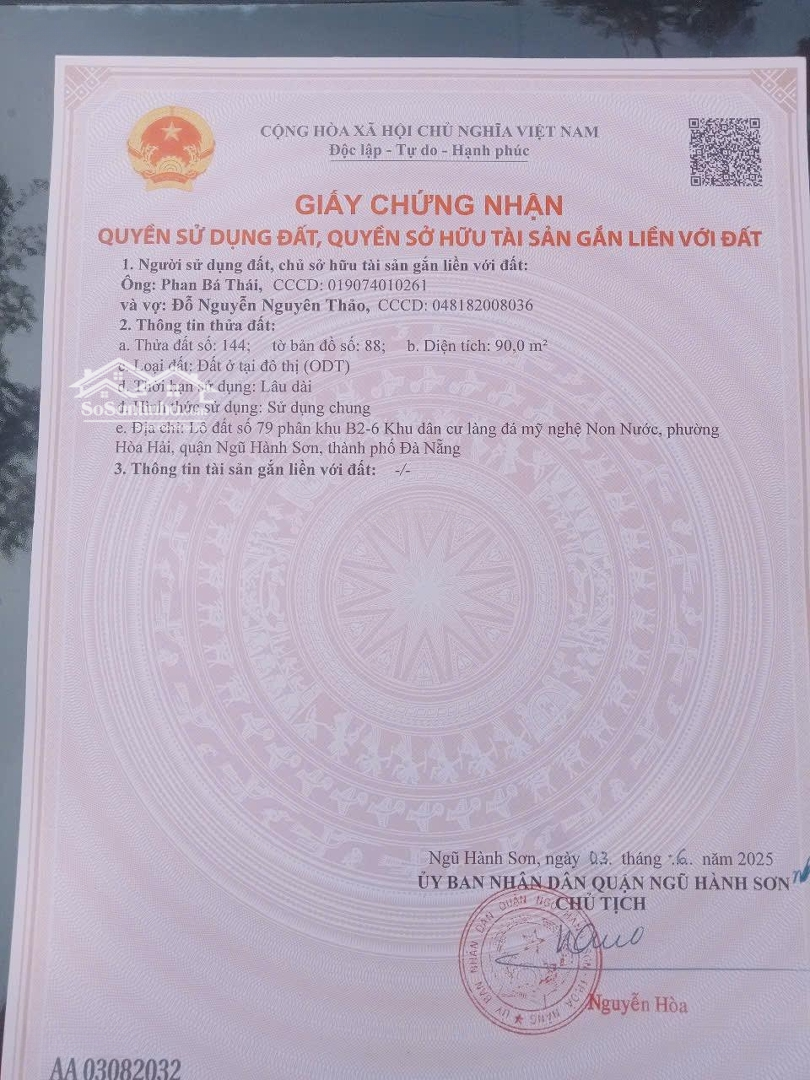 CỘNG HÒA XÃ HỘI CHỦ NGHĨA VIỆT NAM
Độc lập - Tự do - Hạnh phúc
GIẤY CHỨNG NHẬN
QUYỀN SỬ DỤNG ĐẤT, QUYỀN SỞ HỮU TÀI SẢN GẮN LIỀN VỚI ĐẤT
1. Người sử dụng đất, chủ sở hữu tài sản gắn liền với đất:
Ông: Phan Bá Thái, CCCD: 019074010261
và vợ: Đỗ Nguyễn Nguyên Thảo, CCCD: 048182008036
2. Thông tin thửa đất:
a. Thửa đất số: 144; tờ bản đồ số: 88; b. Diện tích: 90,0 m²
c. Loại đất: Đất ở tại đô thị (ODT)
d. Thời hạn sử dụng: Lâu dài
đ. Hình thức sử dụng: Sử dụng chung
e. Địa chỉ: Lô đất số 79 phân khu B2-6 Khu dân cư làng đá mỹ nghệ Non Nước, phường
Hòa Hải, quận Ngũ Hành Sơn, thành phố Đà Nẵng
3. Thông tin tài sản gắn liền với đất: -/-
Ngũ Hành Sơn, ngày 03. tháng .6. năm 2025
ỦY BAN NHÂN DÂN QUẬN NGŨ HÀNH SƠN
CHỦ TỊCH
Nguyễn Hòa
AA 03082032